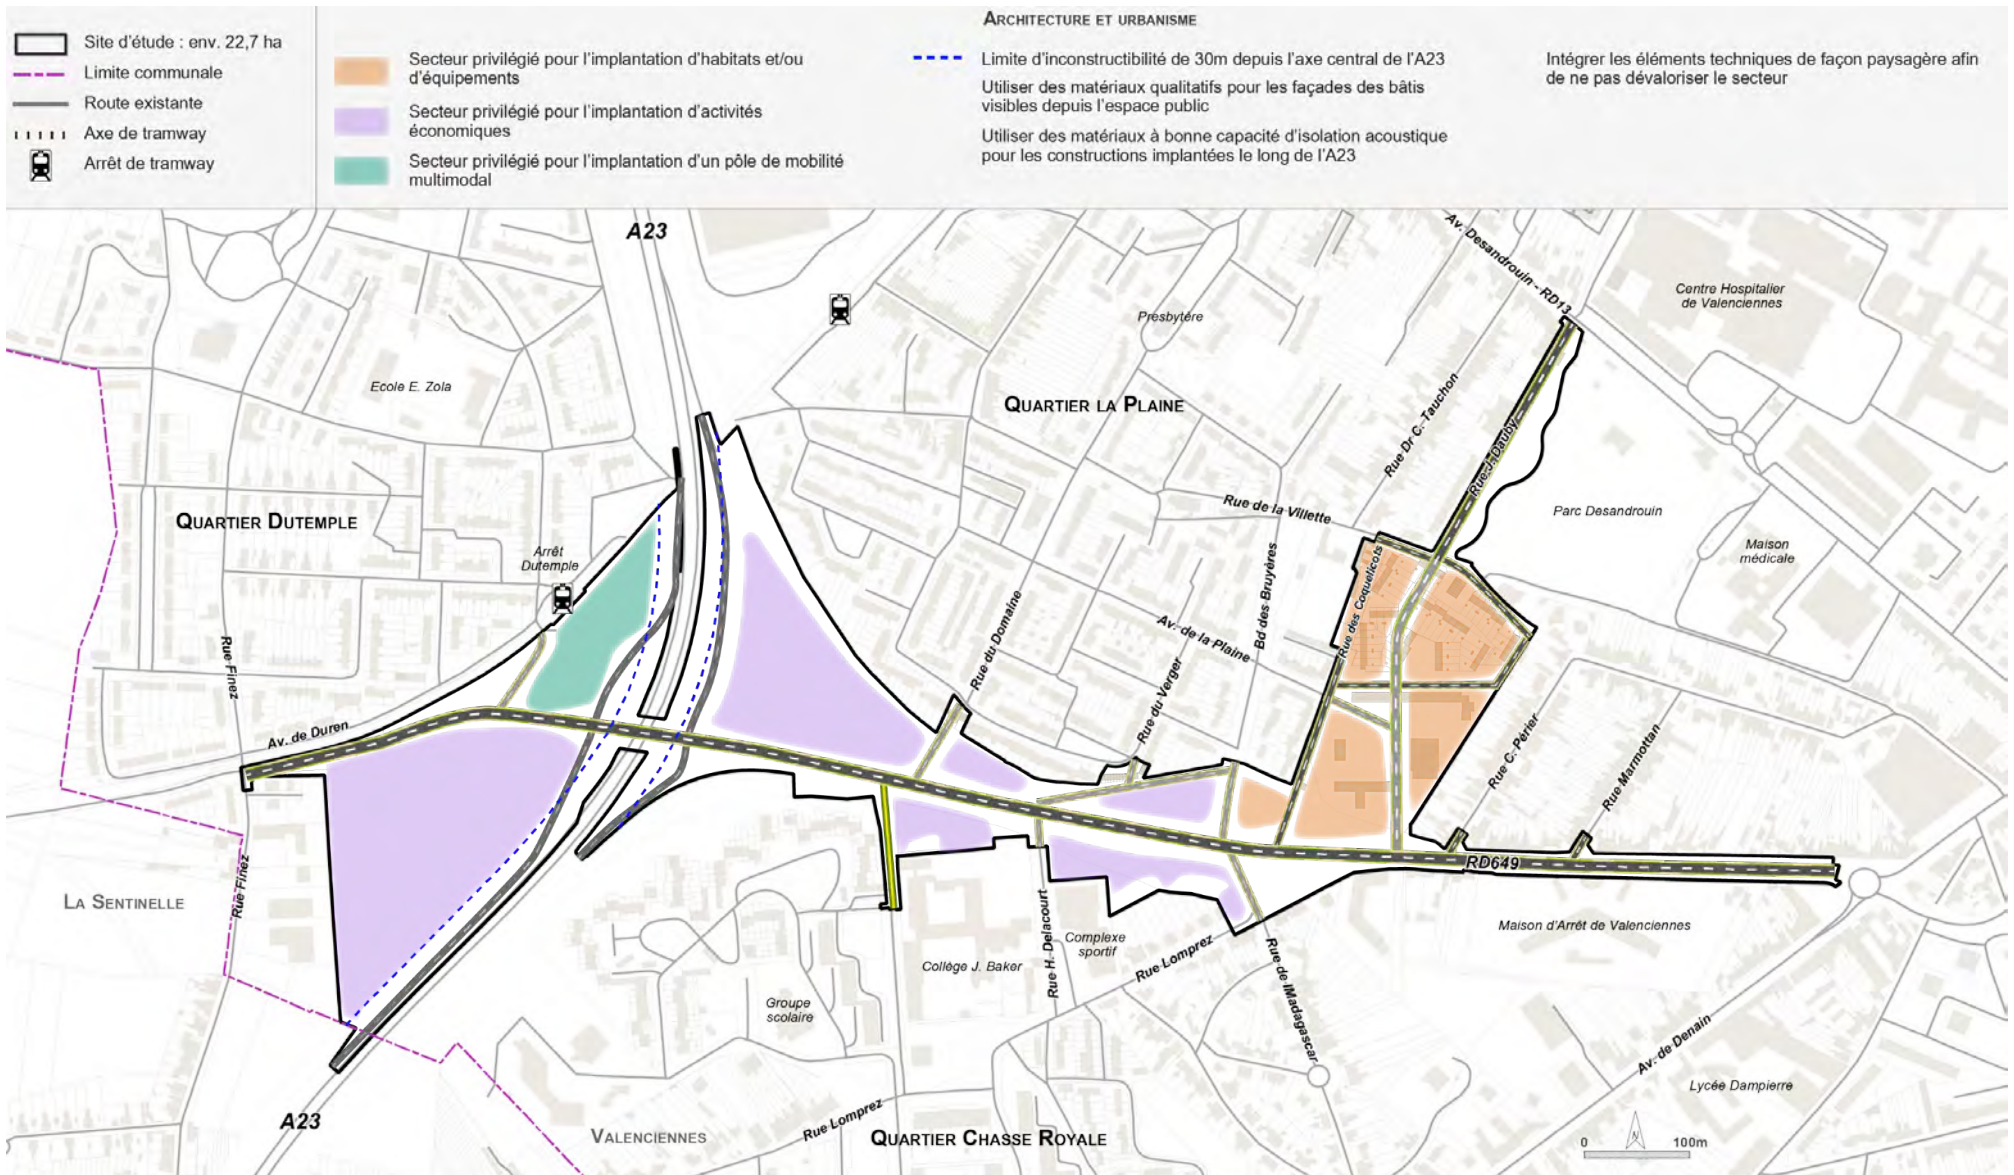 Site d'étude : env. 22,7 ha
Limite communale
Route existante
Axe de tramway
Arrêt de tramway
Secteur privilégié pour l'implantation d'habitats et/ou
d'équipements
Secteur privilégié pour l'implantation d'activités
économiques
Secteur privilégié pour l'implantation d'un pôle de mobilité
multimodal
ARCHITECTURE ET URBANISME
Limite d'inconstructibilité de 30m depuis l'axe central de l'A23
Utiliser des matériaux qualitatifs pour les façades des bâtis
visibles depuis l'espace public
Utiliser des matériaux à bonne capacité d'isolation acoustique
pour les constructions implantées le long de l'A23
Intégrer les éléments techniques de façon paysagère afin
de ne pas dévaloriser le secteur
A23
Av. Desandrouin - RD13
Centre Hospitalier
de Valenciennes
Presbytére
Ecole E. Zola
QUARTIER LA PLAINE
Rue Dr C. Tauchon
Rue J. Dauby
Rue de la Villette
Parc Desandrouin
QUARTIER DUTEMPLE
Arrêt
Dutemple
Maison
médicale
Rue des Coquelicots
Bd des Bruyères
Rue du Domaine
Av. de la Plaine
Rue du Verger
Rue Finez
Av. de Duren
Rue C. Périer
Rue Marmottan
RD649
LA SENTINELLE
Rue Finez
Maison d'Arrêt de Valenciennes
Rue H. Delacourt
Complexe
sportif
Rue Lomprez
Collège J. Baker
Rue de lMadagascar
Groupe
scolaire
Av. de Denain
Lycée Dampierre
A23
VALENCIENNES
Rue Lomprez
QUARTIER CHASSE ROYALE
N
0 100m